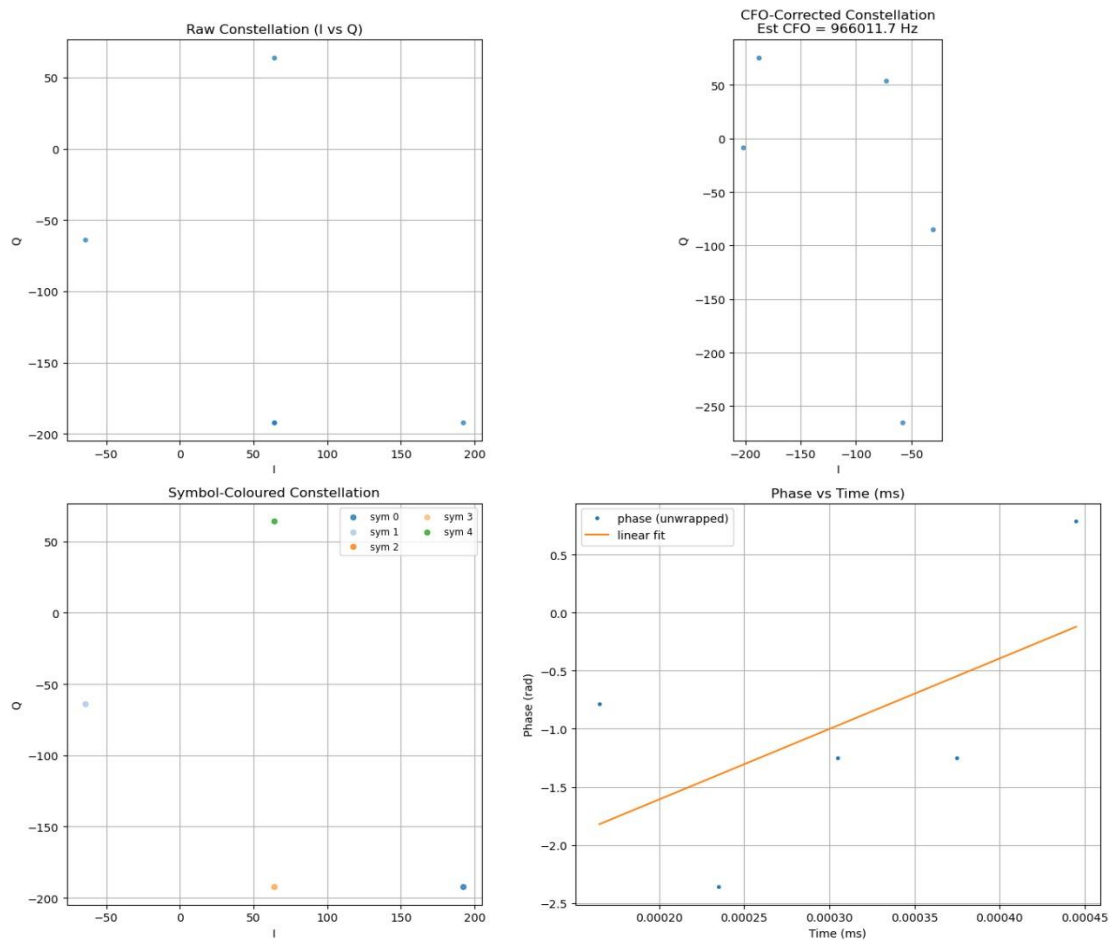 Raw Constellation (I vs Q)
50
0
−50
−100
−150
−200
Q
−50
0
50
100
150
200
I
CFO-Corrected Constellation
Est CFO = 966011.7 Hz
50
0
−50
−100
−150
−200
−250
Q
−200
−150
−100
−50
I
Symbol-Coloured Constellation
sym 0
sym 1
sym 2
sym 3
sym 4
50
0
−50
−100
−150
−200
Q
−50
0
50
100
150
200
I
Phase vs Time (ms)
phase (unwrapped)
linear fit
0.5
0.0
−0.5
−1.0
−1.5
−2.0
−2.5
Phase (rad)
0.00020
0.00025
0.00030
0.00035
0.00040
0.00045
Time (ms)